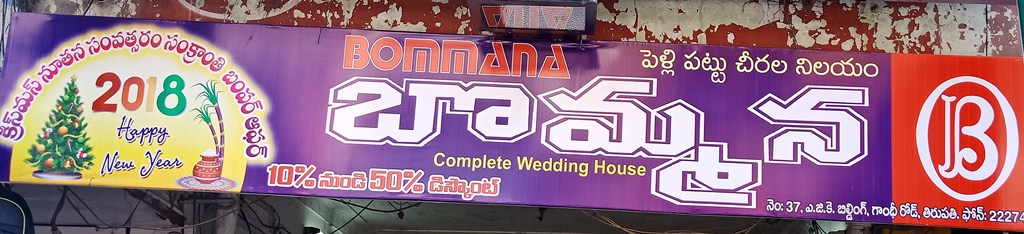 క్రిస్‌మస్ నూతన సంవత్సరం సంక్రాంతి బంపర్ ఆఫర్లు
2018
Happy
New Year
BOMMANA
పెళ్లి పట్టు చీరల నిలయం
బొమ్మన
Complete Wedding House
10% నుండి 50% డిస్కౌంట్
JB
నెం: 37, ఎ.జి.కె. బిల్డింగ్, గాంధీ రోడ్, తిరుపతి. ఫోన్: 22274